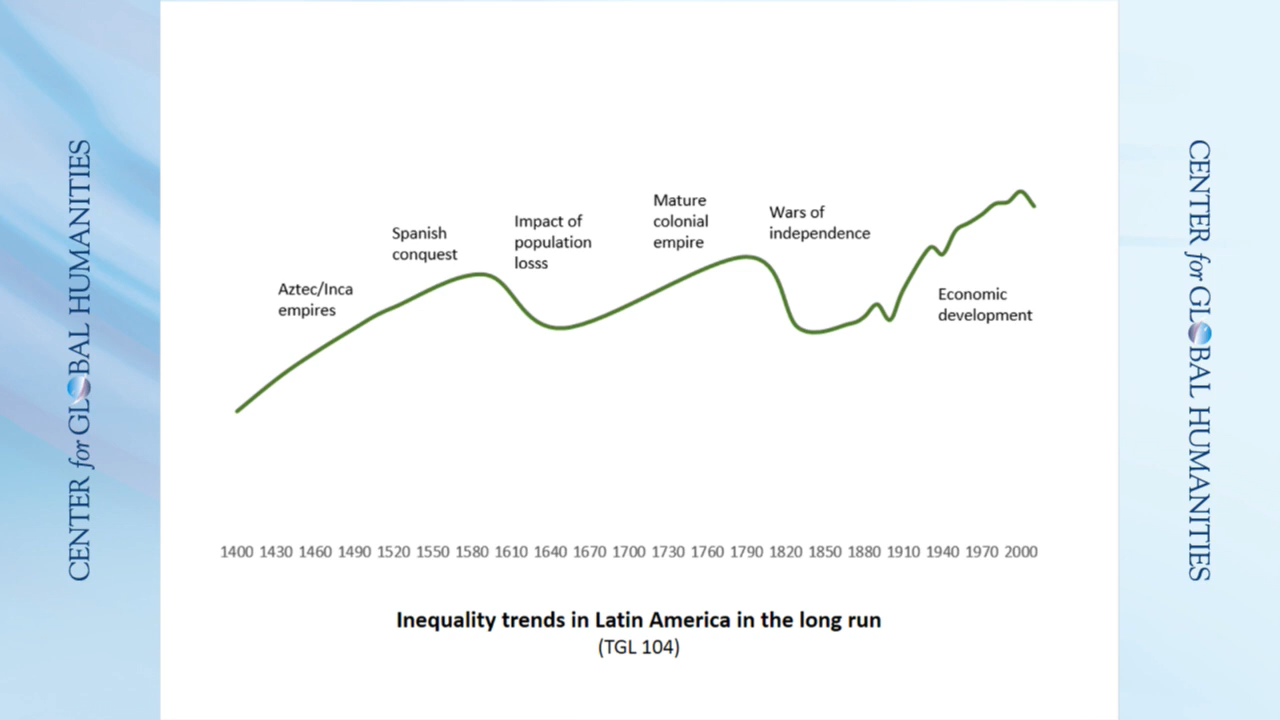 CENTER for GLOBAL HUMANITIES
Aztec/Inca
empires
Spanish
conquest
Impact of
population
losss
Mature
colonial
empire
Wars of
independence
Economic
development
1400 1430 1460 1490 1520 1550 1580 1610 1640 1670 1700 1730 1760 1790 1820 1850 1880 1910 1940 1970 2000
Inequality trends in Latin America in the long run
(TGL 104)
CENTER for GLOBAL HUMANITIES